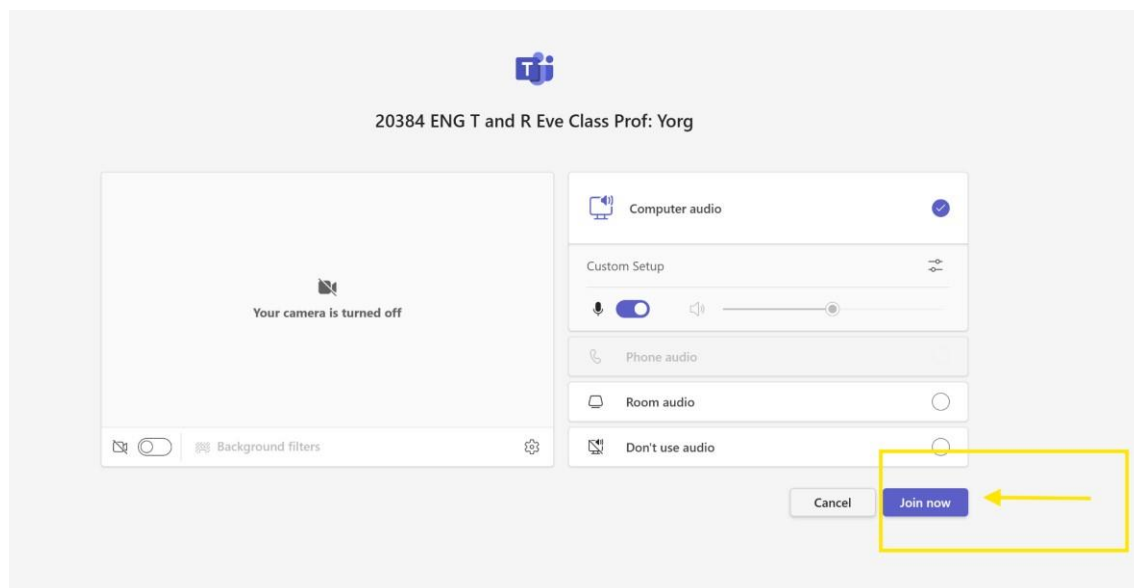 T
20384 ENG T and R Eve Class Prof: Yorg
Your camera is turned off
Background filters
Computer audio
Custom Setup
Phone audio
Room audio
Don't use audio
Cancel
Join now